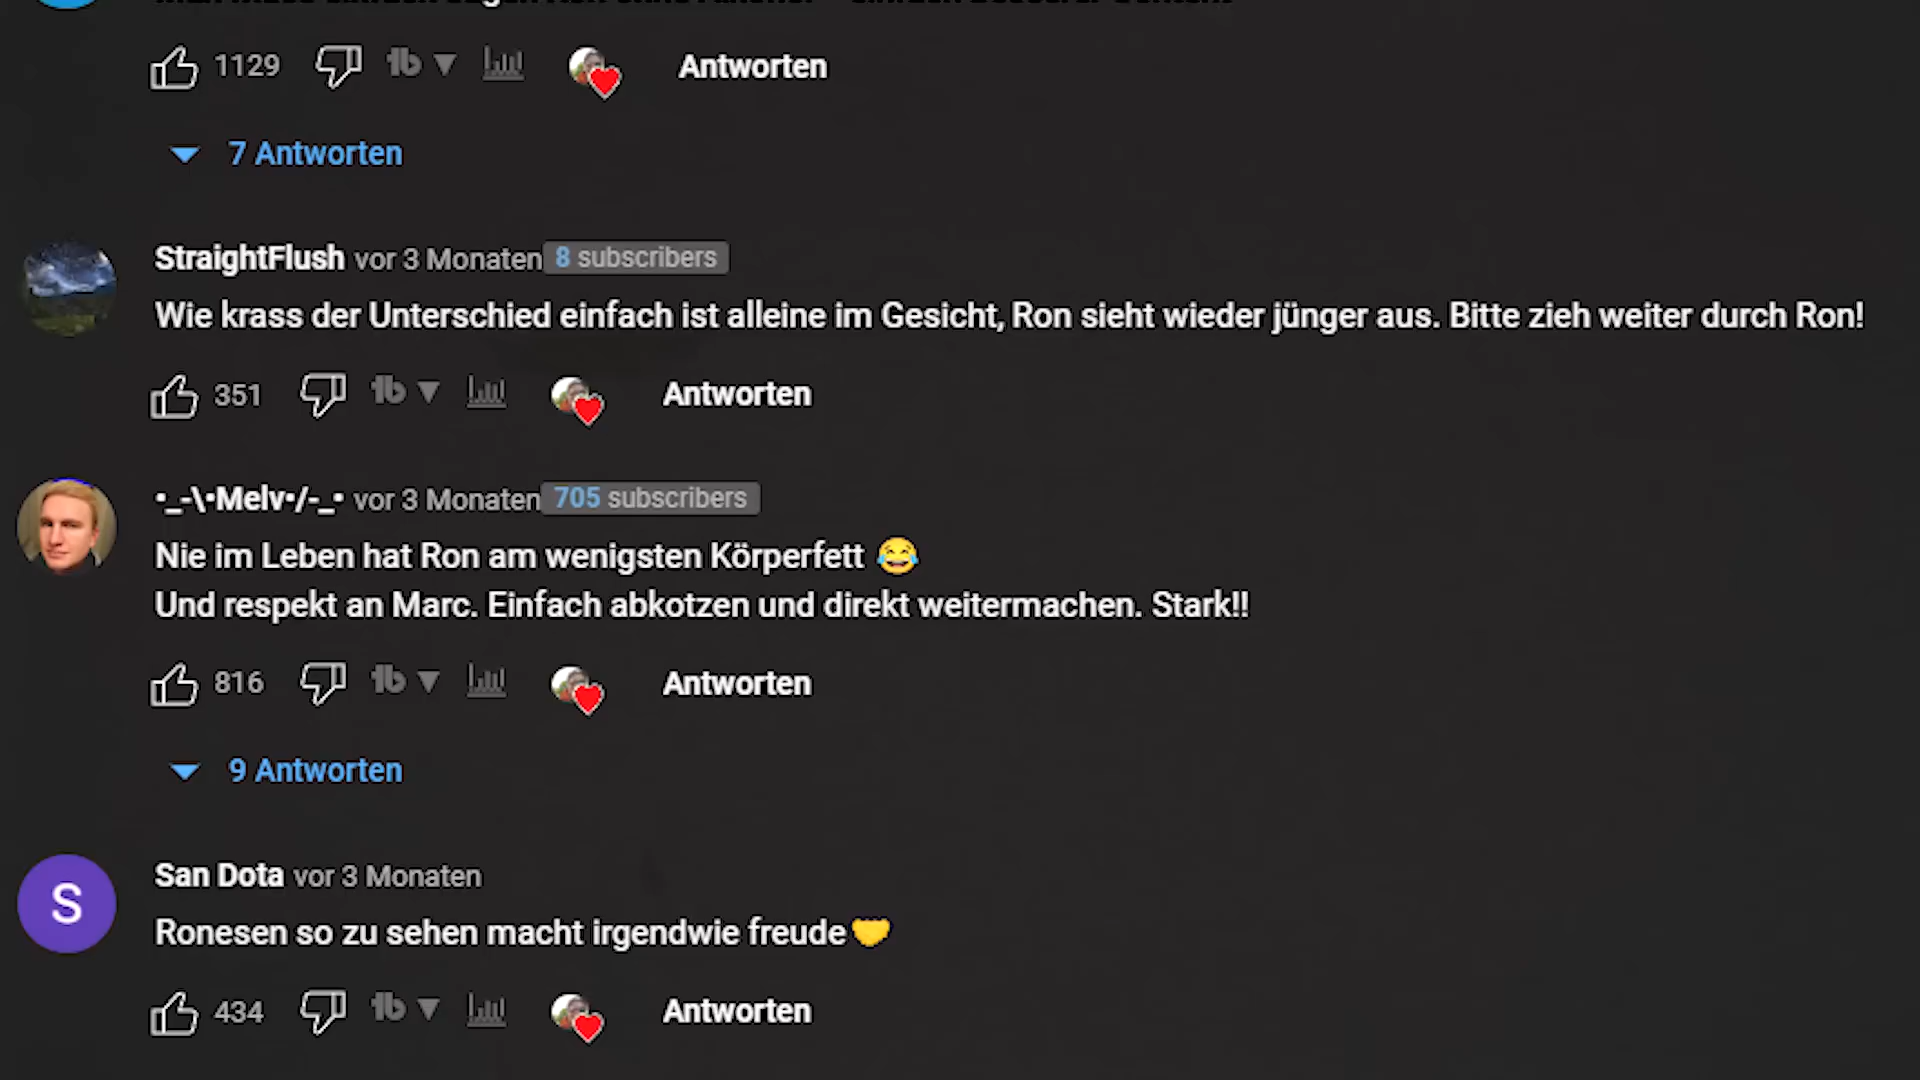 1129 Antworten
7 Antworten
StraightFlush vor 3 Monaten 8 subscribers
Wie krass der Unterschied einfach ist alleine im Gesicht, Ron sieht wieder jünger aus. Bitte zieh weiter durch Ron!
351 Antworten
•_-\•Melv•/-_• vor 3 Monaten 705 subscribers
Nie im Leben hat Ron am wenigsten Körperfett 😂
Und respekt an Marc. Einfach abkotzen und direkt weitermachen. Stark!!
816 Antworten
9 Antworten
S
San Dota vor 3 Monaten
Ronesen so zu sehen macht irgendwie freude🤝
434 Antworten